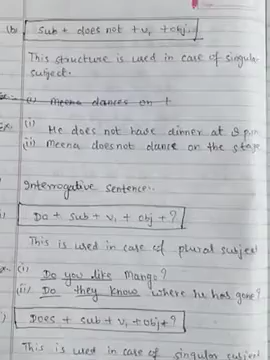 (b) Sub + does not + V₁ + obj.
This structure is used in case of singular
subject.
(i) Meena dances on t
Ex:- (i) He does not have dinner at 8 p.m
(ii) Meena does not dance on the stage
Interrogative Sentence:-
Do + sub + V₁ + obj + ?
This is used in case of plural subject
(i) Do you like Mango?
(ii) Do they know where he has gone?
Does + sub + V₁ + obj + ?
This is used in case of singular subject